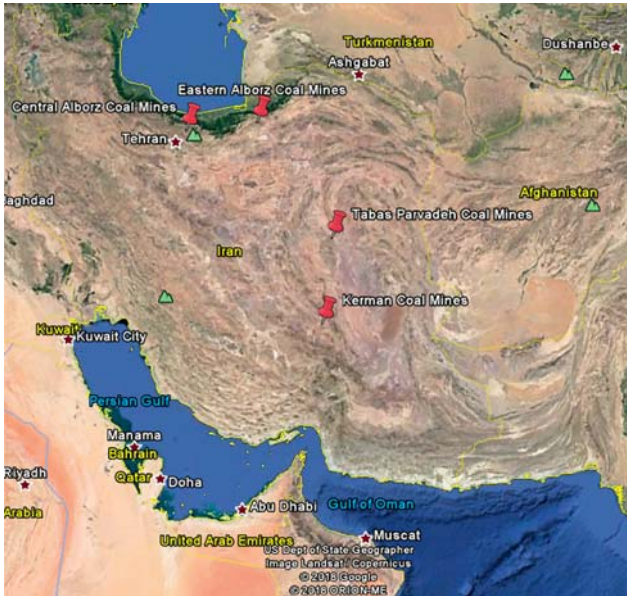 Turkmenistan
Dushanbe
Ashgabat
Eastern Alborz Coal Mines
Central Alborz Coal Mines
Tehran
Afghanistan
Baghdad
Tabas Parvadeh Coal Mines
Iran
Kerman Coal Mines
Kuwait
Kuwait City
Persian Gulf
Manama
Bahrain
Riyadh
Qatar
Doha
Abu Dhabi
Gulf of Oman
Arabia
United Arab Emirates
Muscat
US Dept of State Geographer
Image Landsat / Copernicus
© 2018 Google
© 2018 ORION-ME